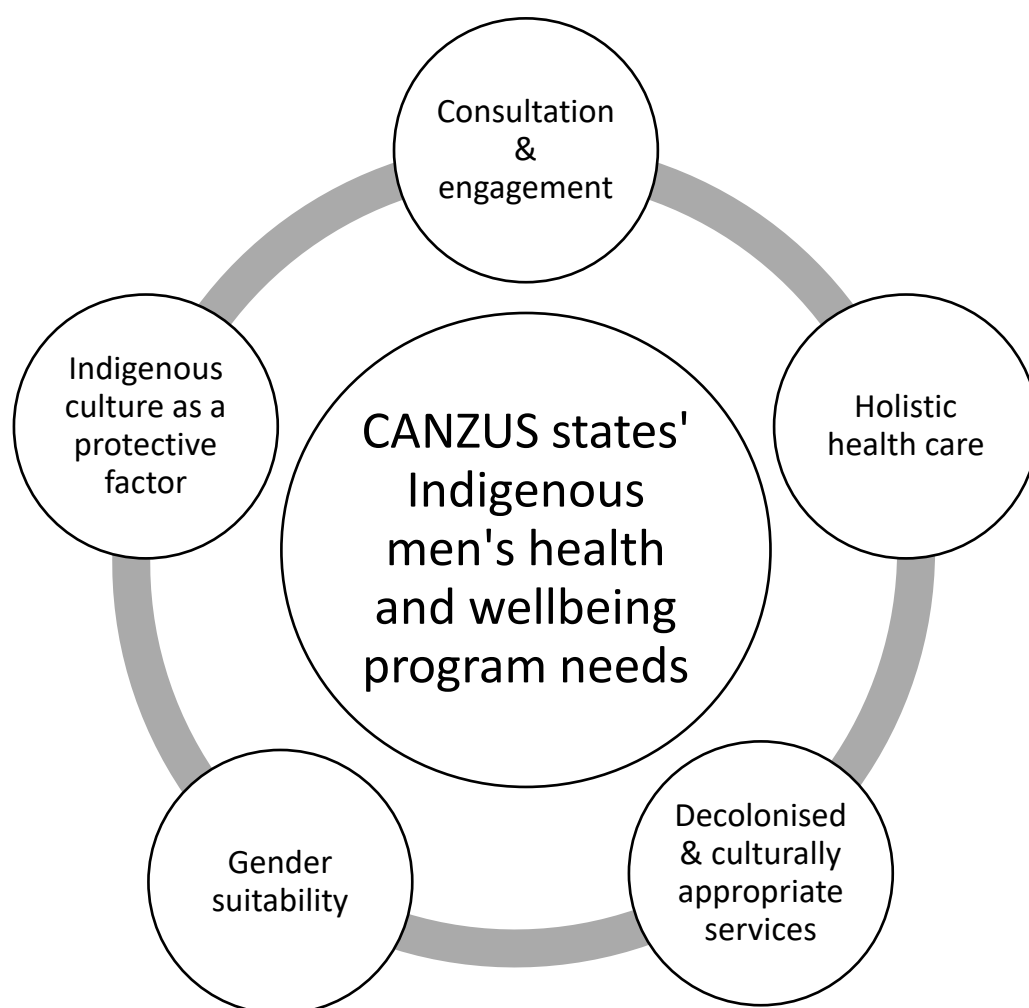 Consultation
&
engagement
Holistic
health care
Decolonised
& culturally
appropriate
services
Gender
suitability
Indigenous
culture as a
protective
factor
CANZUS states'
Indigenous
men's health
and wellbeing
program needs